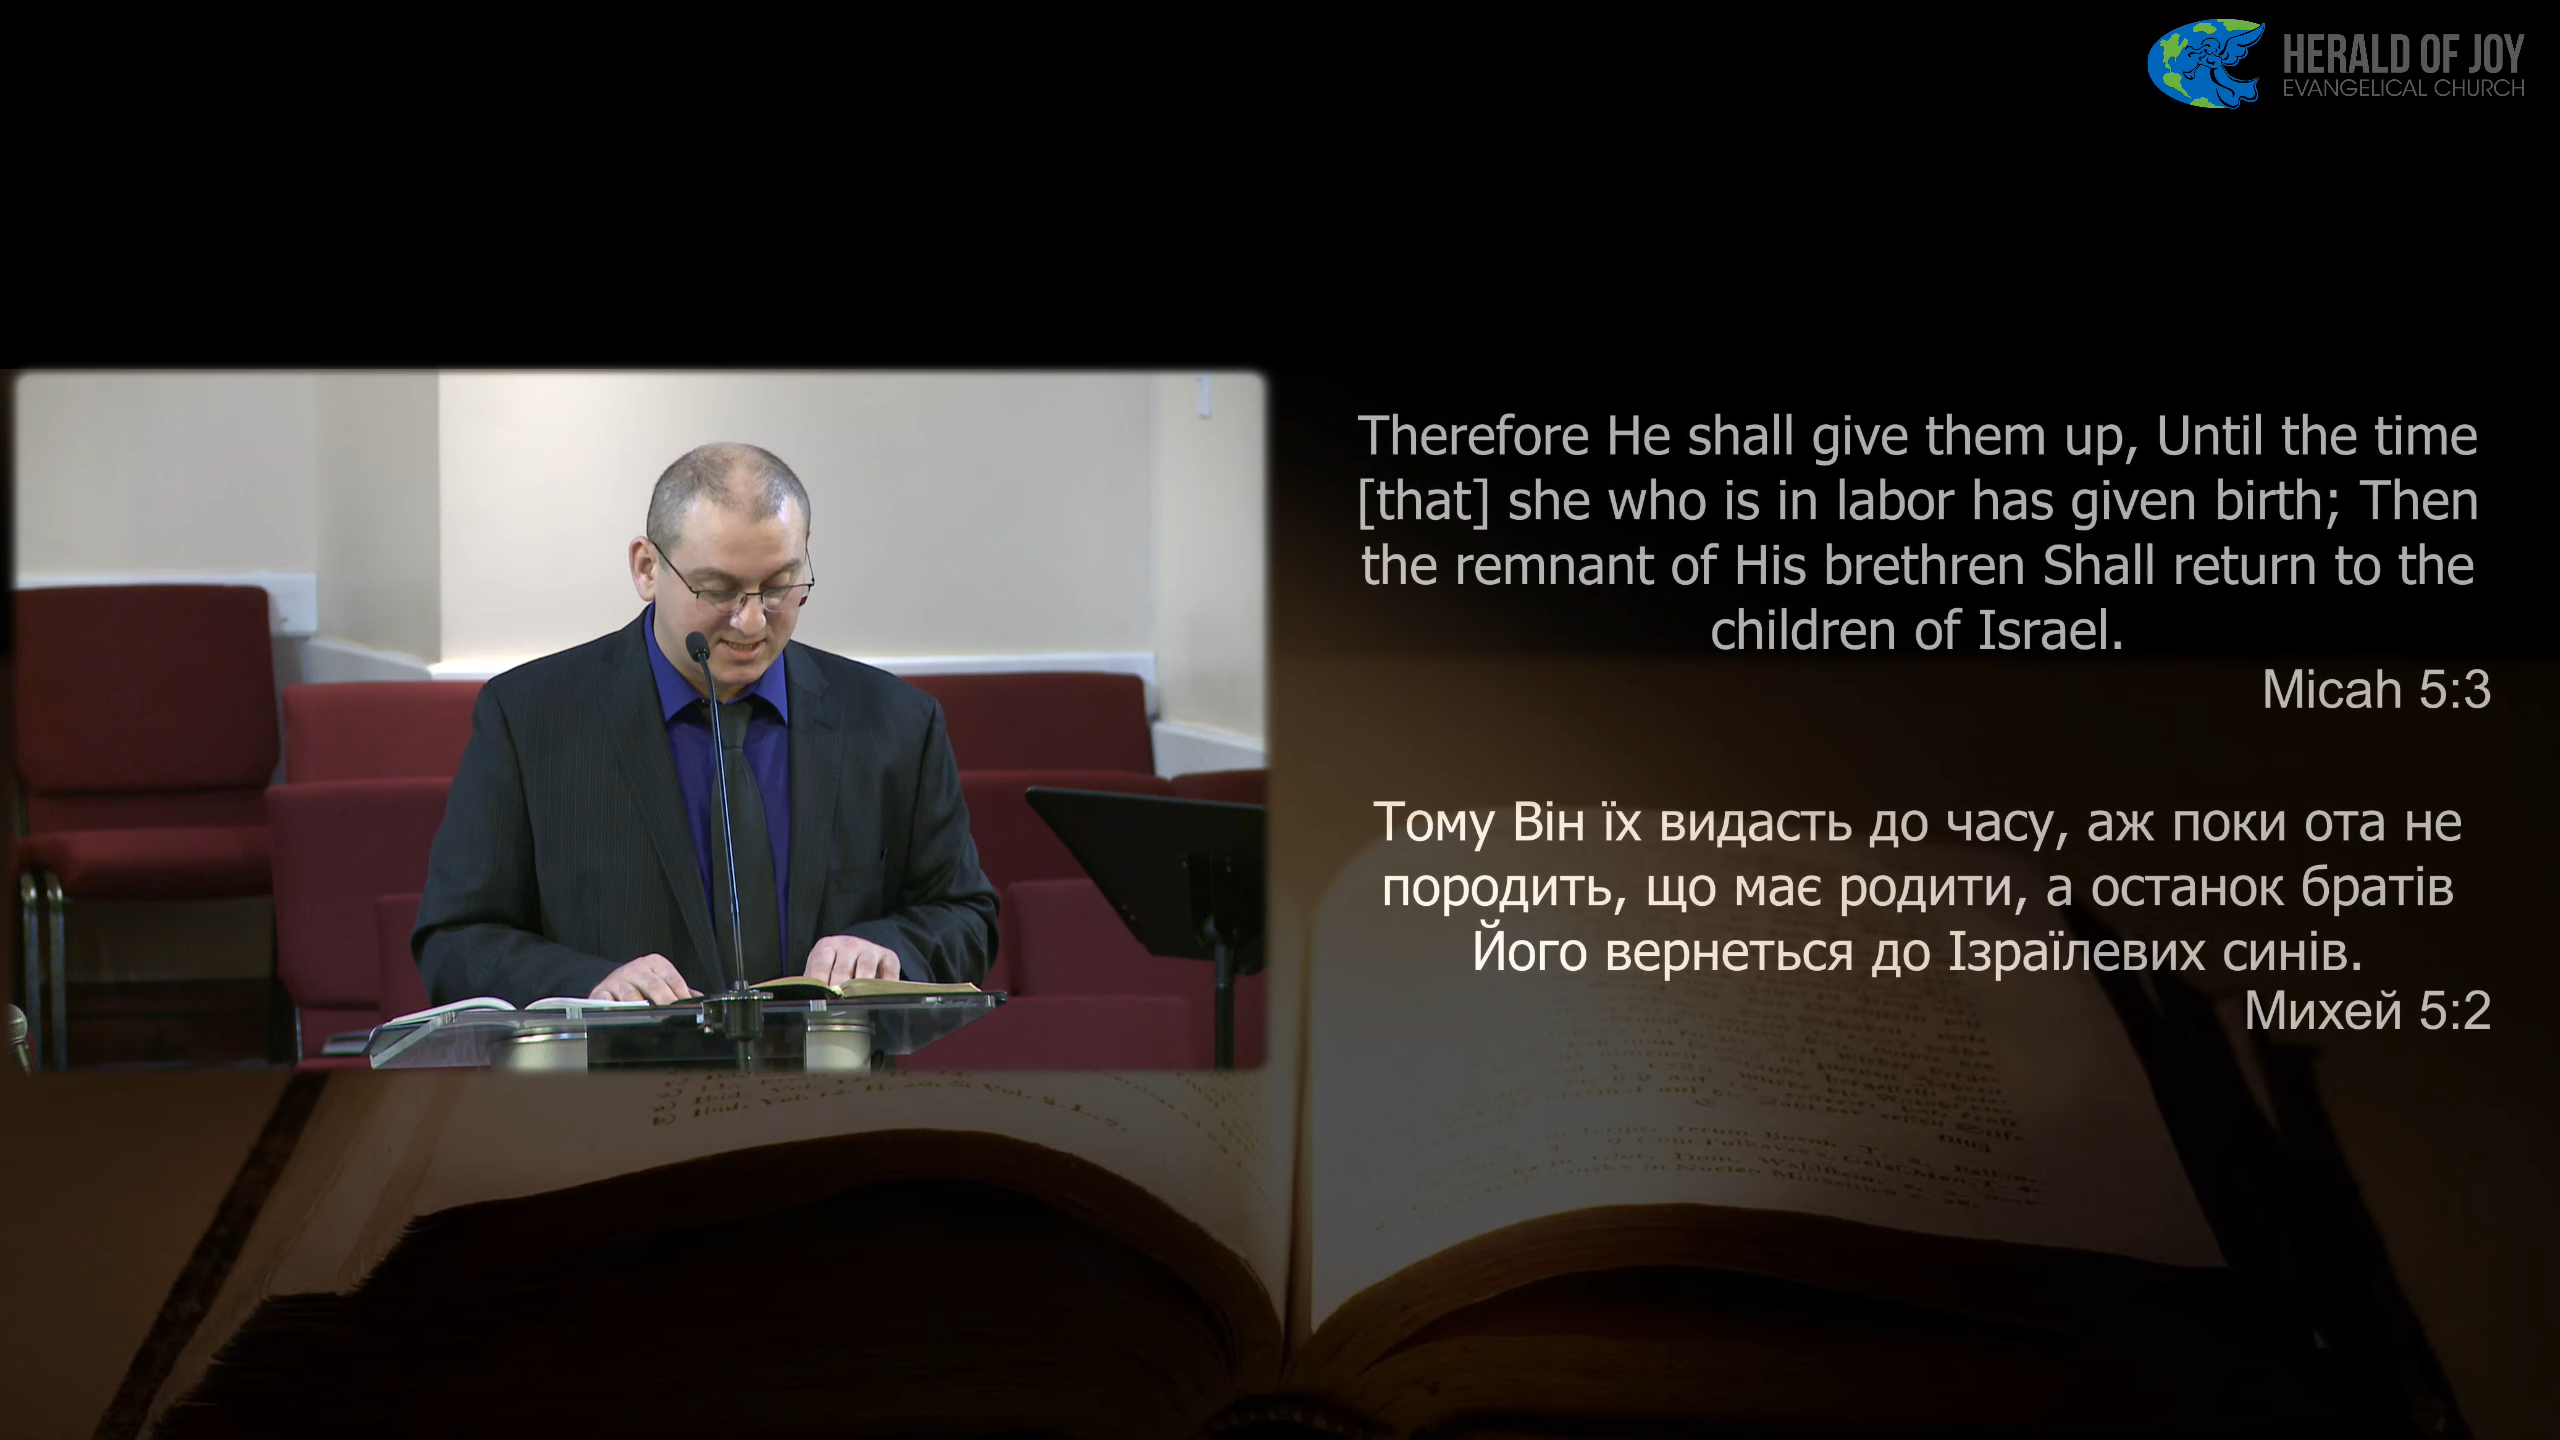 HERALD OF JOY
EVANGELICAL CHURCH
Therefore He shall give them up, Until the time
[that] she who is in labor has given birth; Then
the remnant of His brethren Shall return to the
children of Israel.
Micah 5:3
Тому Він їх видасть до часу, аж поки ота не
породить, що має родити, а останок братів
Його вернеться до Ізраїлевих синів.
Михей 5:2